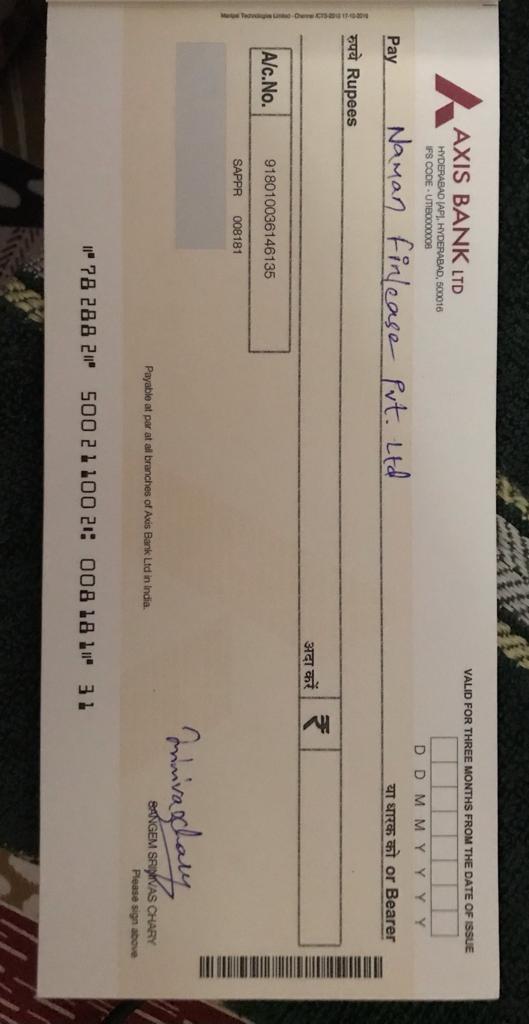 Manipal Technologies Limited - Chennai /CTS-2010 17-10-2019
AXIS BANK LTD
HYDERABAD [AP], HYDERABAD, 500016
IFS CODE - UTIB0000008
VALID FOR THREE MONTHS FROM THE DATE OF ISSUE
D D M M Y Y Y Y
Pay Naman Finlease Pvt. Ltd या धारक को or Bearer
रुपये Rupees
अदा करें ₹
A/c.No. 918010036146135
SAPPR 008181
Payable at par at all branches of Axis Bank Ltd in India.
SANGEM SRINIVAS CHARY
Please sign above
⑈782882⑈ 500211002⑆ 008181⑈ 31